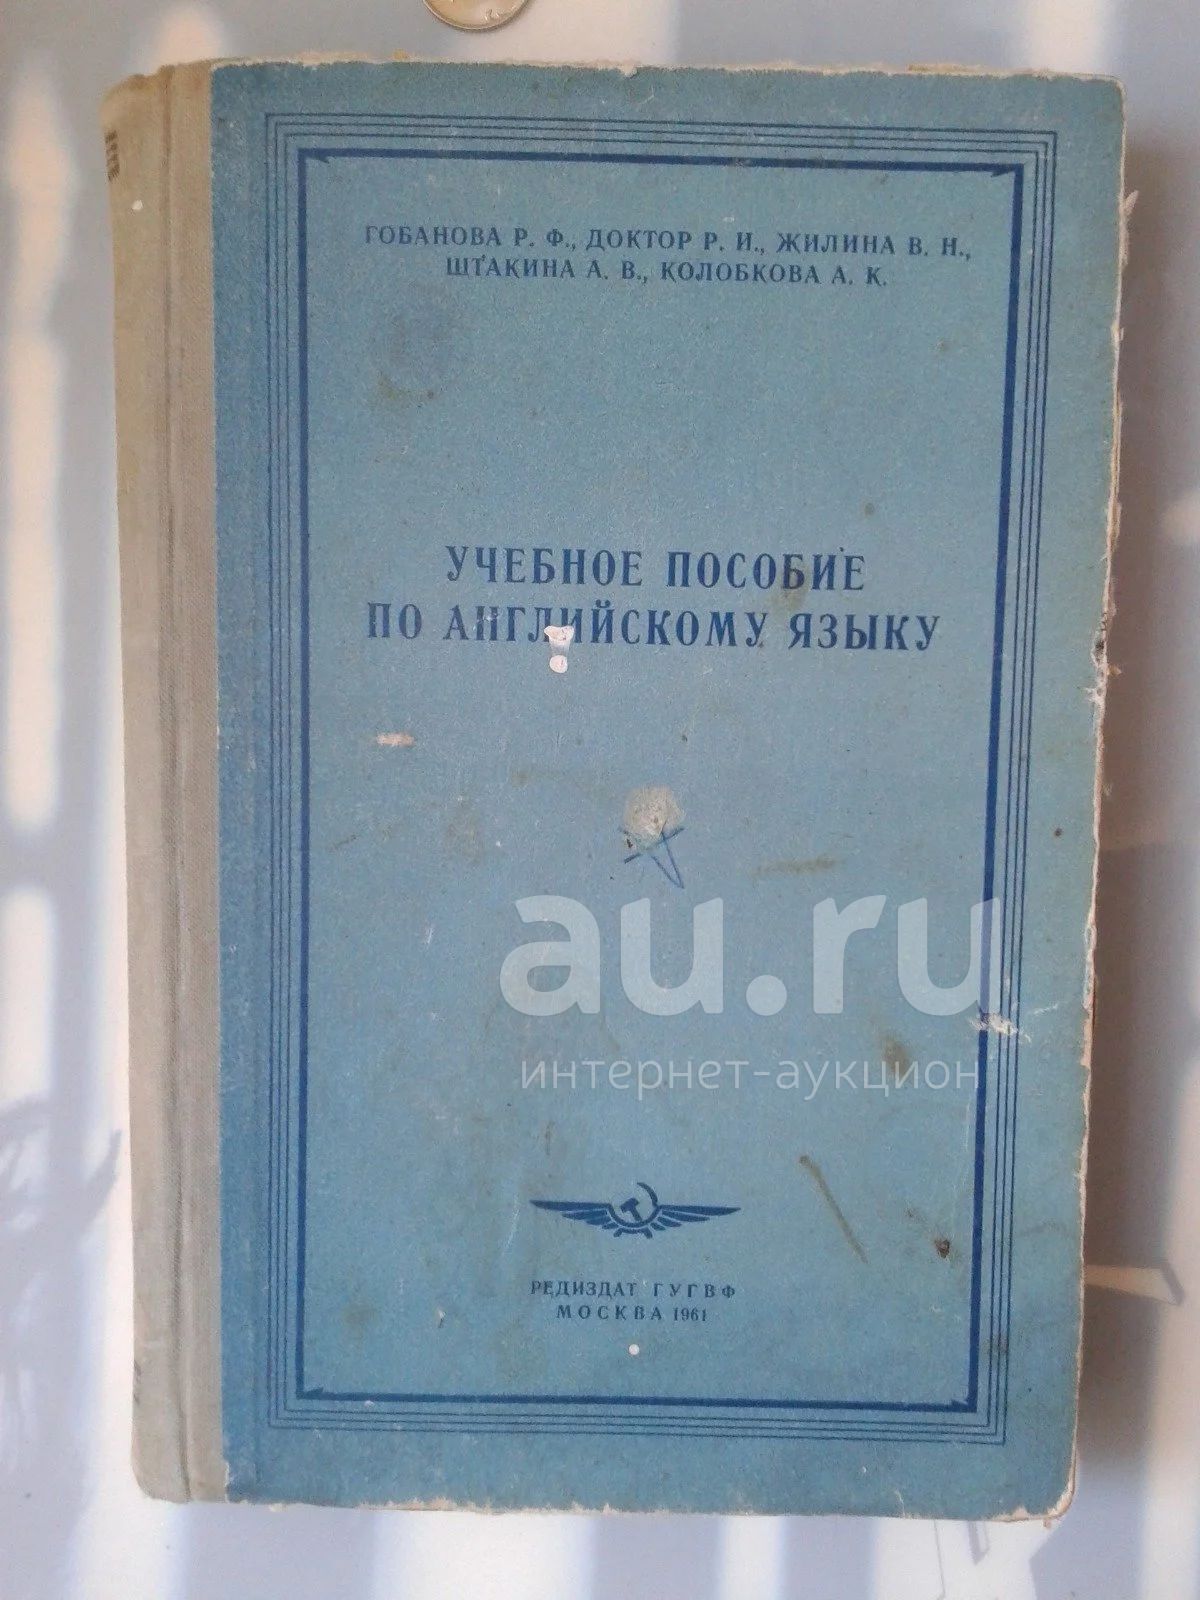 ГОБАНОВА Р. Ф., ДОКТОР Р. И., ЖИЛИНА В. Н.,
ШТАКИНА А. В., КОЛОБКОВА А. К.
УЧЕБНОЕ ПОСОБИЕ
ПО АНГЛИЙСКОМУ ЯЗЫКУ
au.ru
интернет-аукцион
РЕДИЗДАТ ГУГВФ
МОСКВА 1961